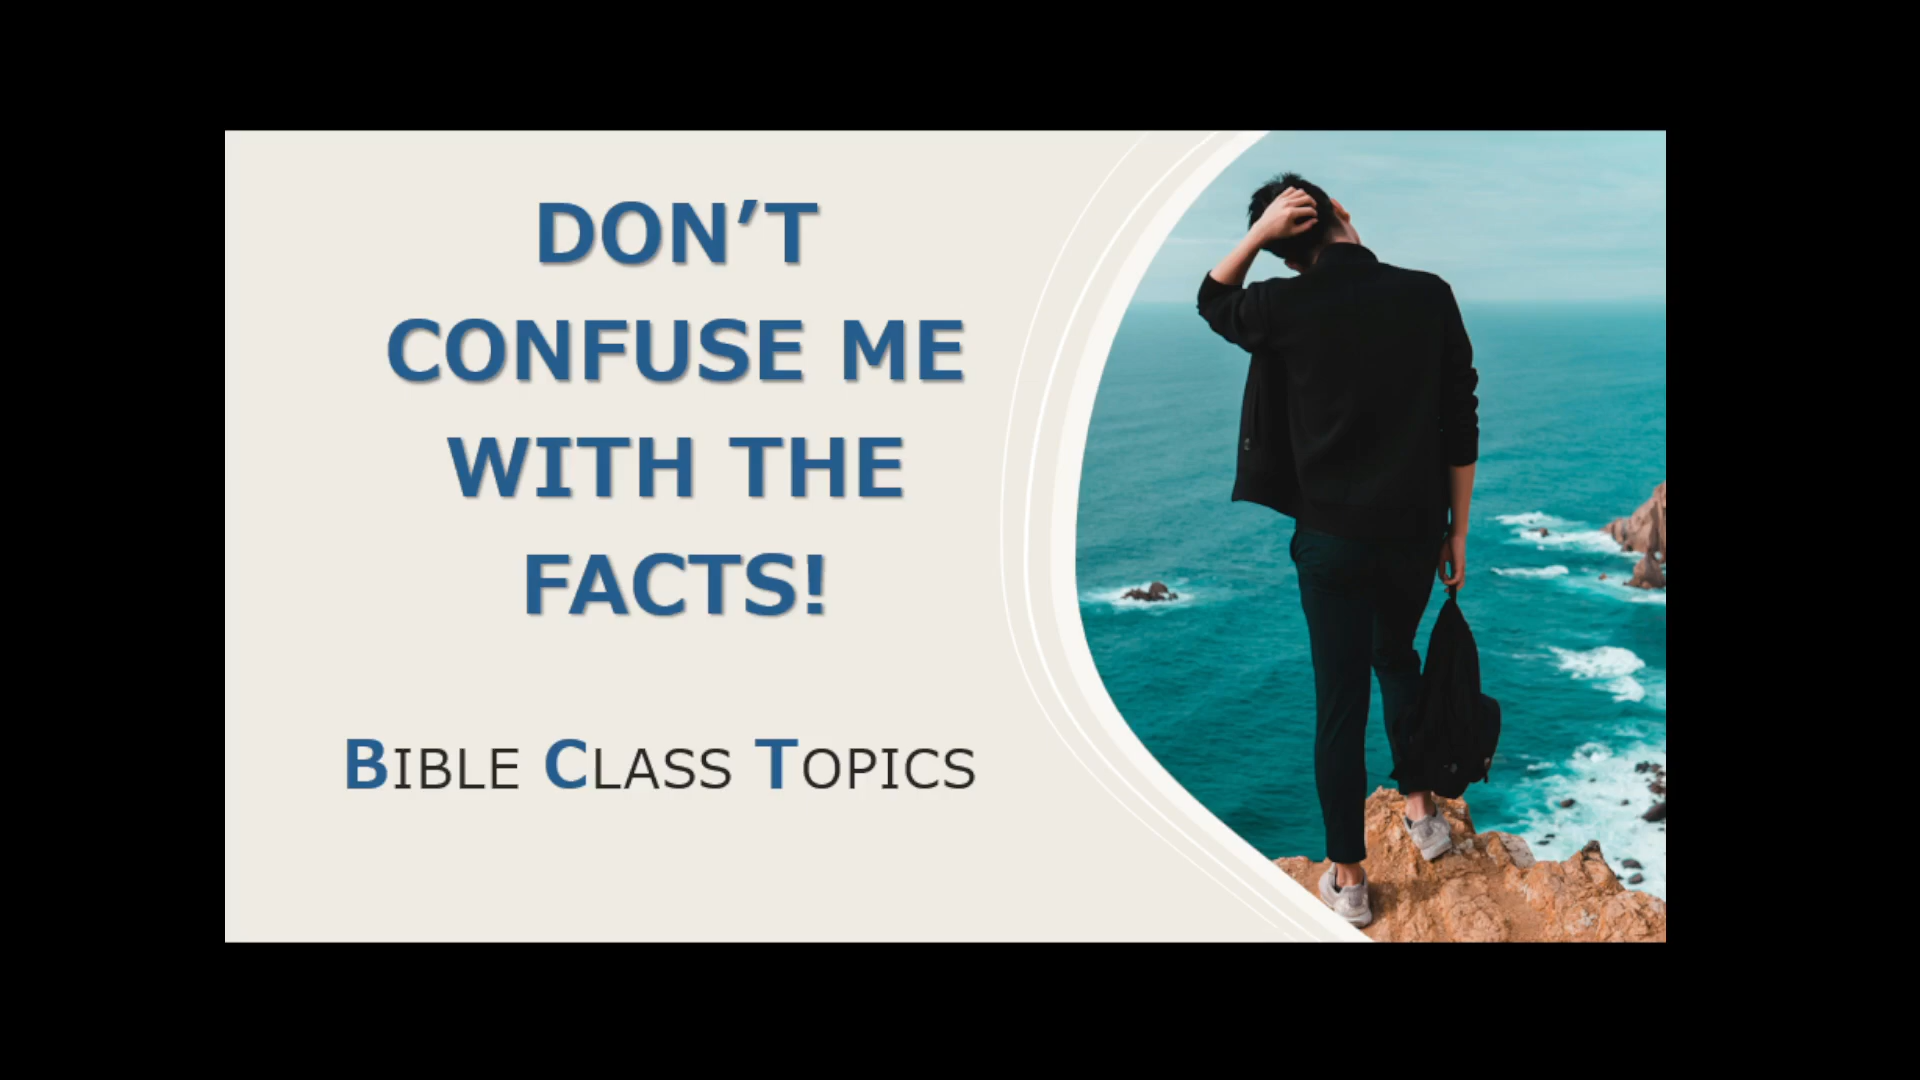 DON’T
CONFUSE ME
WITH THE
FACTS!
BIBLE CLASS TOPICS